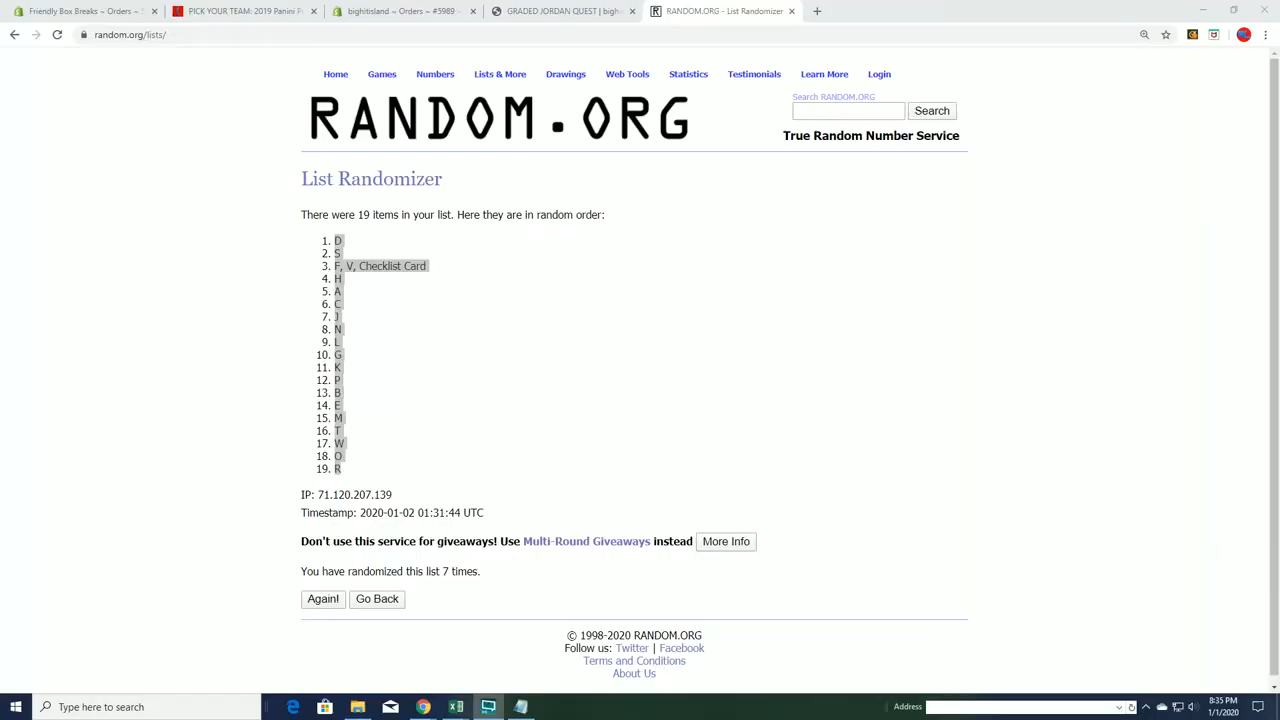 Friendly Box Breaks ~ Orders ~ S
PICK YOUR TEAM: 2019 Panini F
bighitsland ~ Orders ~ #5989 ~
GRADED JORDAN QUEST | bigh
RANDOM.ORG - List Randomizer
random.org/lists/
Home Games Numbers Lists & More Drawings Web Tools Statistics Testimonials Learn More Login
RANDOM.ORG
Search RANDOM.ORG
Search
True Random Number Service
List Randomizer
There were 19 items in your list. Here they are in random order:
1. D
2. S
3. F, V, Checklist Card
4. H
5. A
6. C
7. J
8. N
9. L
10. G
11. K
12. P
13. B
14. E
15. M
16. T
17. W
18. O
19. R
IP: 71.120.207.139
Timestamp: 2020-01-02 01:31:44 UTC
Don't use this service for giveaways! Use Multi-Round Giveaways instead More Info
You have randomized this list 7 times.
Again! Go Back
© 1998-2020 RANDOM.ORG
Follow us: Twitter | Facebook
Terms and Conditions
About Us
Type here to search
Address
8:35 PM
1/1/2020